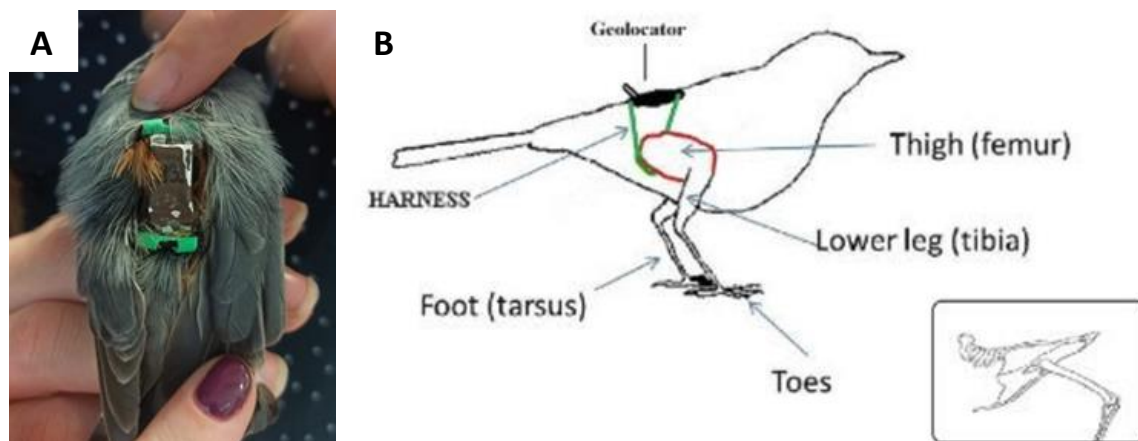 A
B
Geolocator
Thigh (femur)
HARNESS
Lower leg (tibia)
Foot (tarsus)
Toes